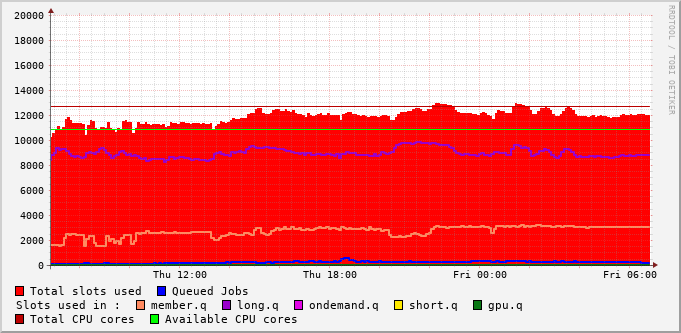 RRDTOOL / TOBI OETIKER
20000
18000
16000
14000
12000
10000
8000
6000
4000
2000
0
Thu 12:00 Thu 18:00 Fri 00:00 Fri 06:00
Total slots used Queued Jobs
Slots used in : member.q long.q ondemand.q short.q gpu.q
Total CPU cores Available CPU cores